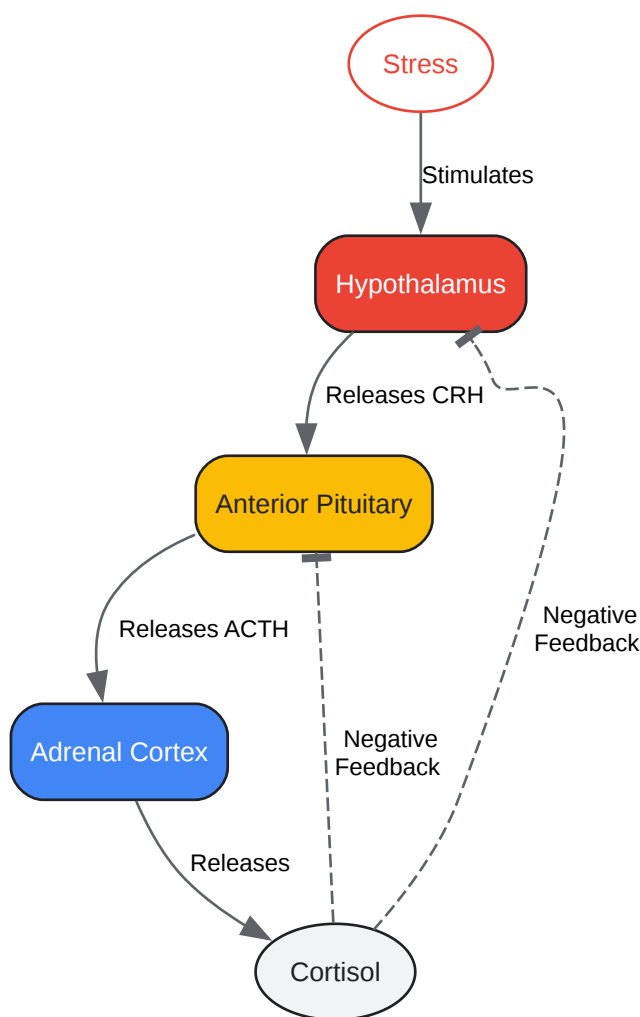 Stress
Stimulates
Hypothalamus
Releases CRH
Anterior Pituitary
Negative
Feedback
Releases ACTH
Adrenal Cortex
Negative
Feedback
Releases
Cortisol